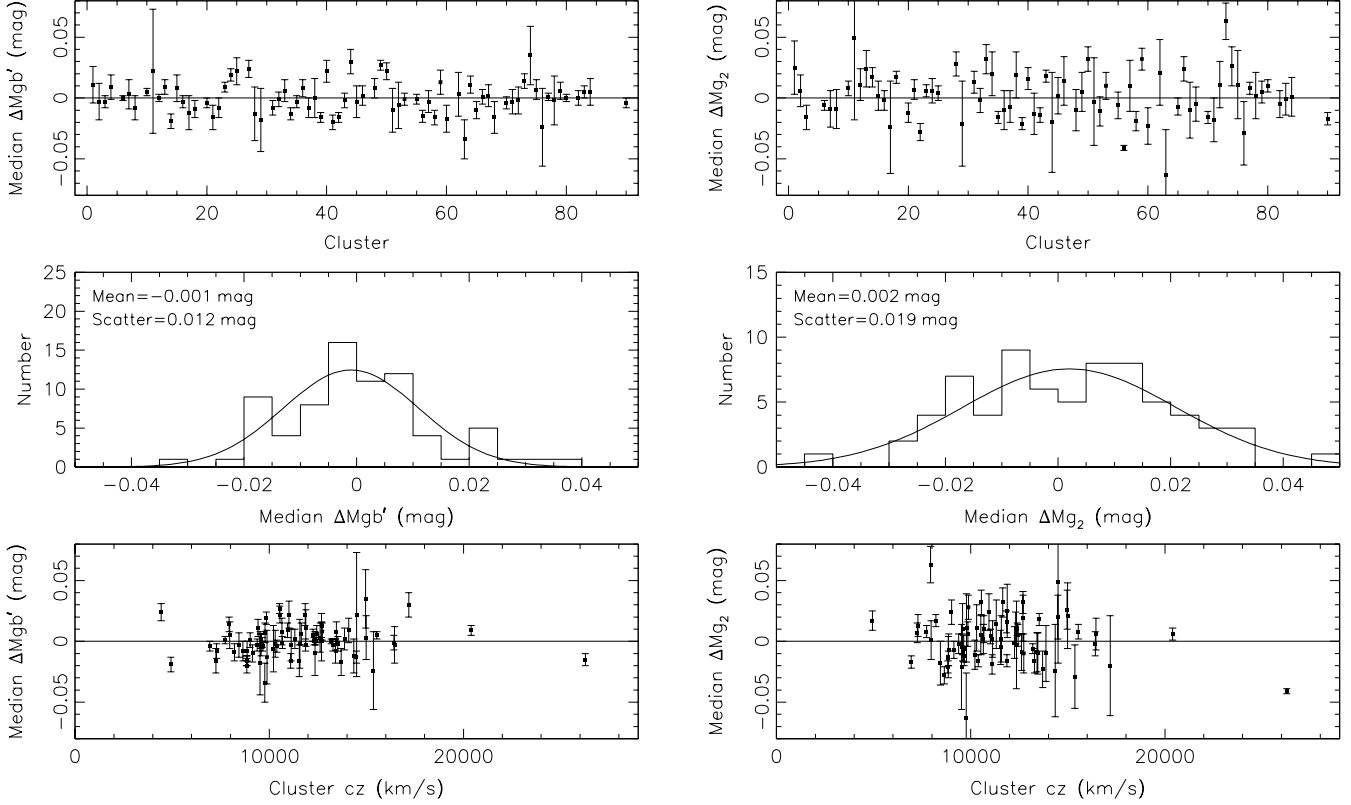 Median ΔMgb′ (mag)
0.05
0
−0.05
0 20 40 60 80
Cluster
Median ΔMg₂ (mag)
0.05
0
−0.05
0 20 40 60 80
Cluster
Number
25
20
15
10
5
0
Mean=−0.001 mag
Scatter=0.012 mag
−0.04 −0.02 0 0.02 0.04
Median ΔMgb′ (mag)
Number
15
10
5
0
Mean=0.002 mag
Scatter=0.019 mag
−0.04 −0.02 0 0.02 0.04
Median ΔMg₂ (mag)
Median ΔMgb′ (mag)
0.05
0
−0.05
0 10000 20000
Cluster cz (km/s)
Median ΔMg₂ (mag)
0.05
0
−0.05
0 10000 20000
Cluster cz (km/s)